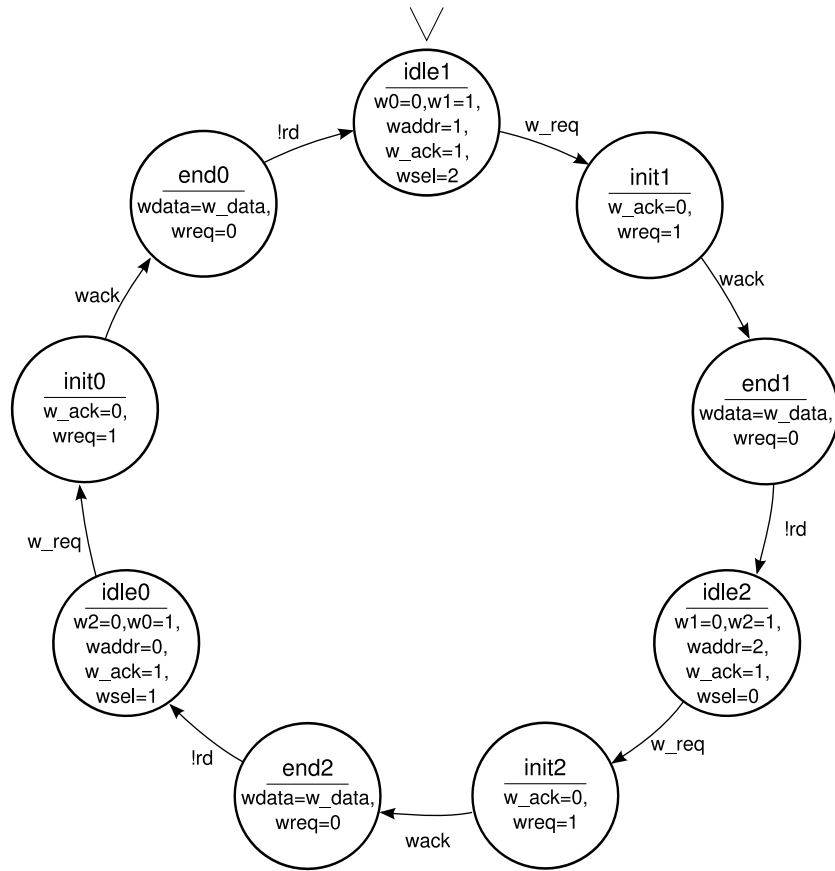 idle1
w0=0,w1=1,
waddr=1,
w_ack=1,
wsel=2
w_req
init1
w_ack=0,
wreq=1
wack
end1
wdata=w_data,
wreq=0
!rd
idle2
w1=0,w2=1,
waddr=2,
w_ack=1,
wsel=0
w_req
init2
w_ack=0,
wreq=1
wack
end2
wdata=w_data,
wreq=0
!rd
idle0
w2=0,w0=1,
waddr=0,
w_ack=1,
wsel=1
w_req
init0
w_ack=0,
wreq=1
wack
end0
wdata=w_data,
wreq=0
!rd